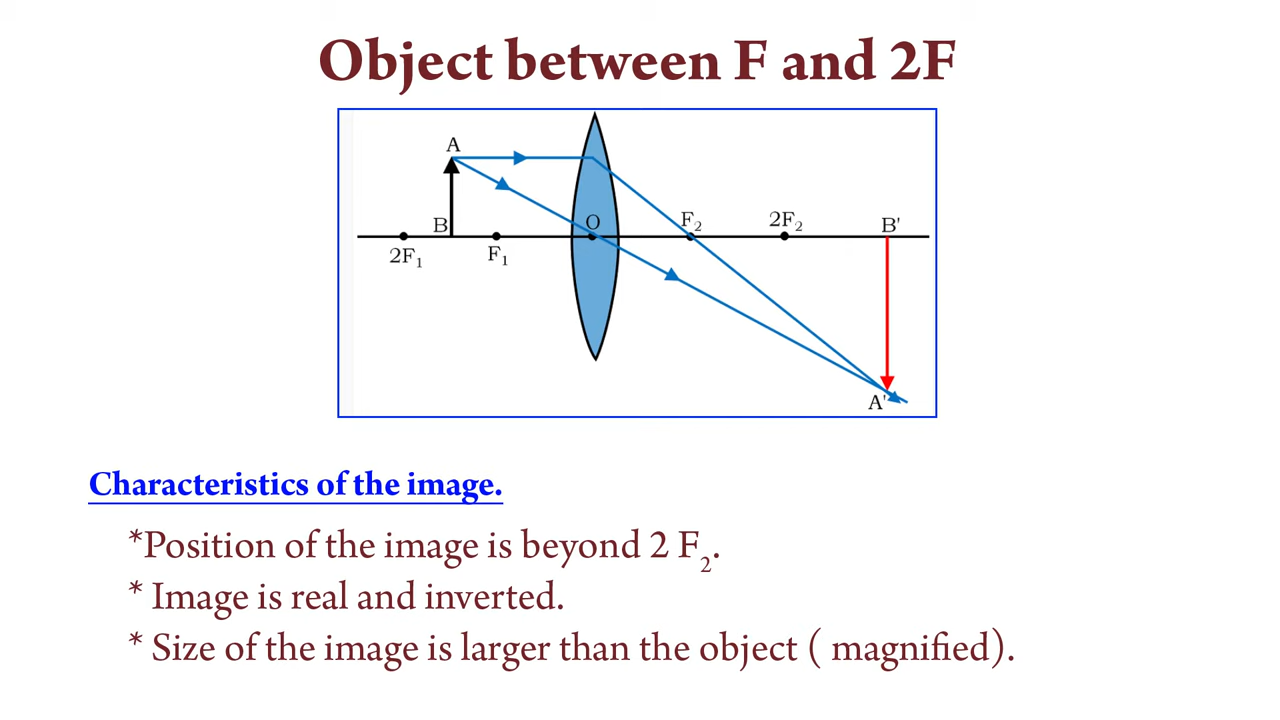 Object between F and 2F
A
B
O
F₂
2F₂
B'
2F₁
F₁
A'
Characteristics of the image.
*Position of the image is beyond 2 F₂.
* Image is real and inverted.
* Size of the image is larger than the object ( magnified).